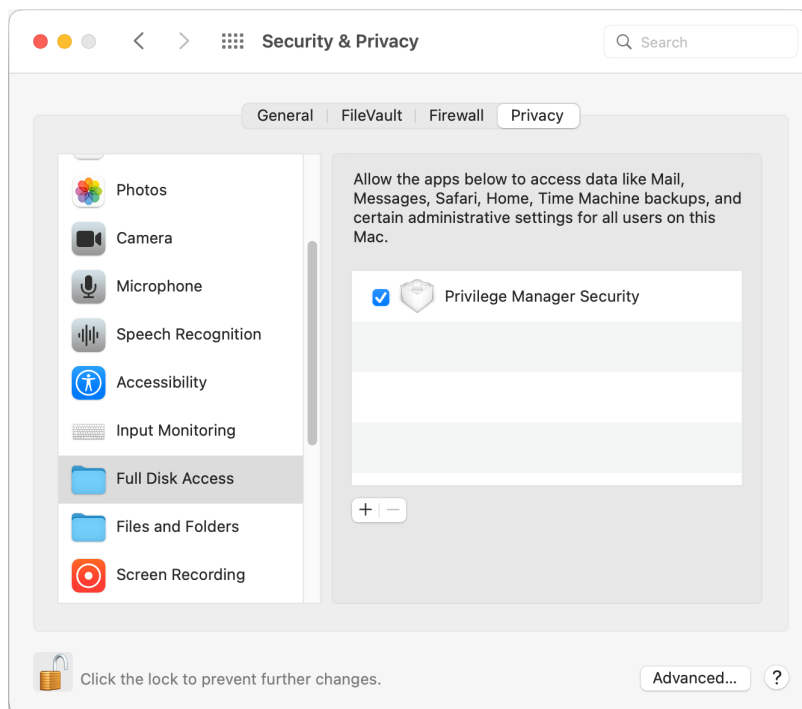 Security & Privacy
Search
General
FileVault
Firewall
Privacy
Photos
Camera
Microphone
Speech Recognition
Accessibility
Input Monitoring
Full Disk Access
Files and Folders
Screen Recording
Allow the apps below to access data like Mail,
Messages, Safari, Home, Time Machine backups, and
certain administrative settings for all users on this
Mac.
Privilege Manager Security
+
−
Click the lock to prevent further changes.
Advanced...
?